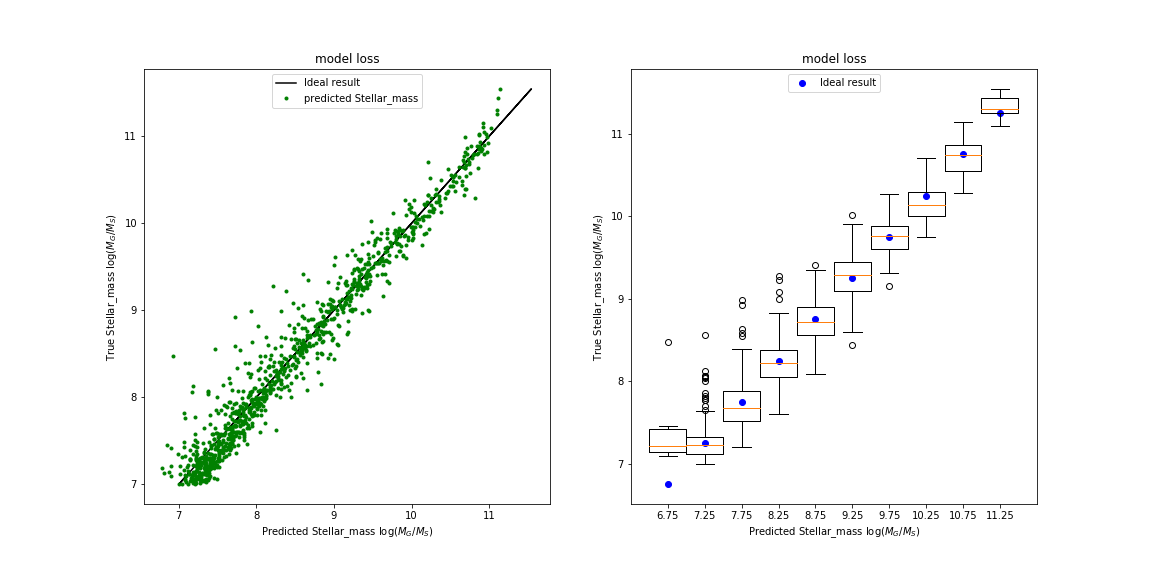 model loss
Ideal result
predicted Stellar_mass
True Stellar_mass log(M_G/M_S)
11
10
9
8
7
7 8 9 10 11
Predicted Stellar_mass log(M_G/M_S)
model loss
Ideal result
True Stellar_mass log(M_G/M_S)
11
10
9
8
7
6.75 7.25 7.75 8.25 8.75 9.25 9.75 10.25 10.75 11.25
Predicted Stellar_mass log(M_G/M_S)